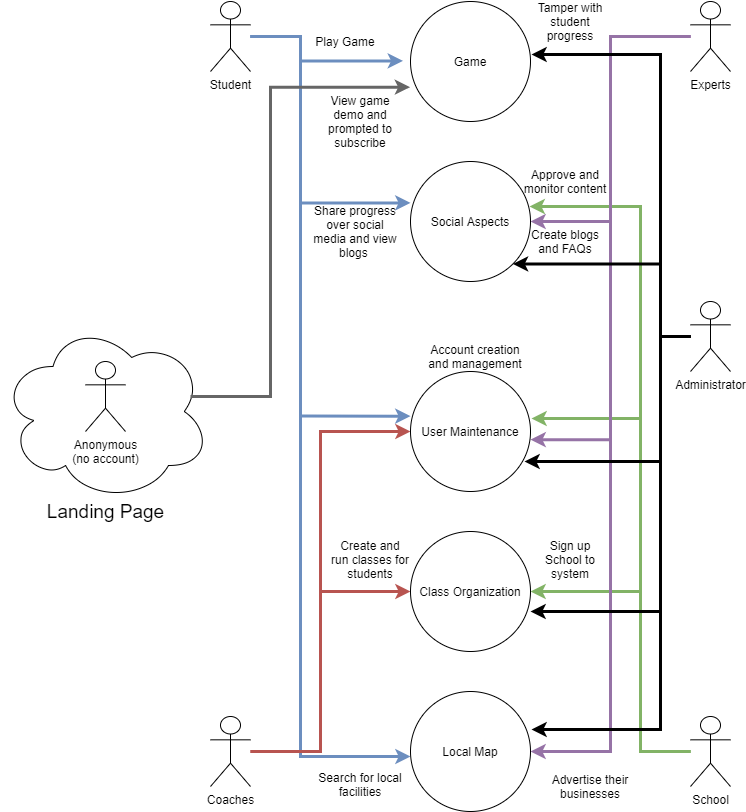 Tamper with
student
progress
Play Game
Game
Student
Experts
View game
demo and
prompted to
subscribe
Approve and
monitor content
Share progress
over social
media and view
blogs
Social Aspects
Create blogs
and FAQs
Account creation
and management
Administrator
User Maintenance
Anonymous
(no account)
Landing Page
Create and
run classes for
students
Sign up
School to
system
Class Organization
Local Map
Search for local
facilities
Advertise their
businesses
Coaches
School